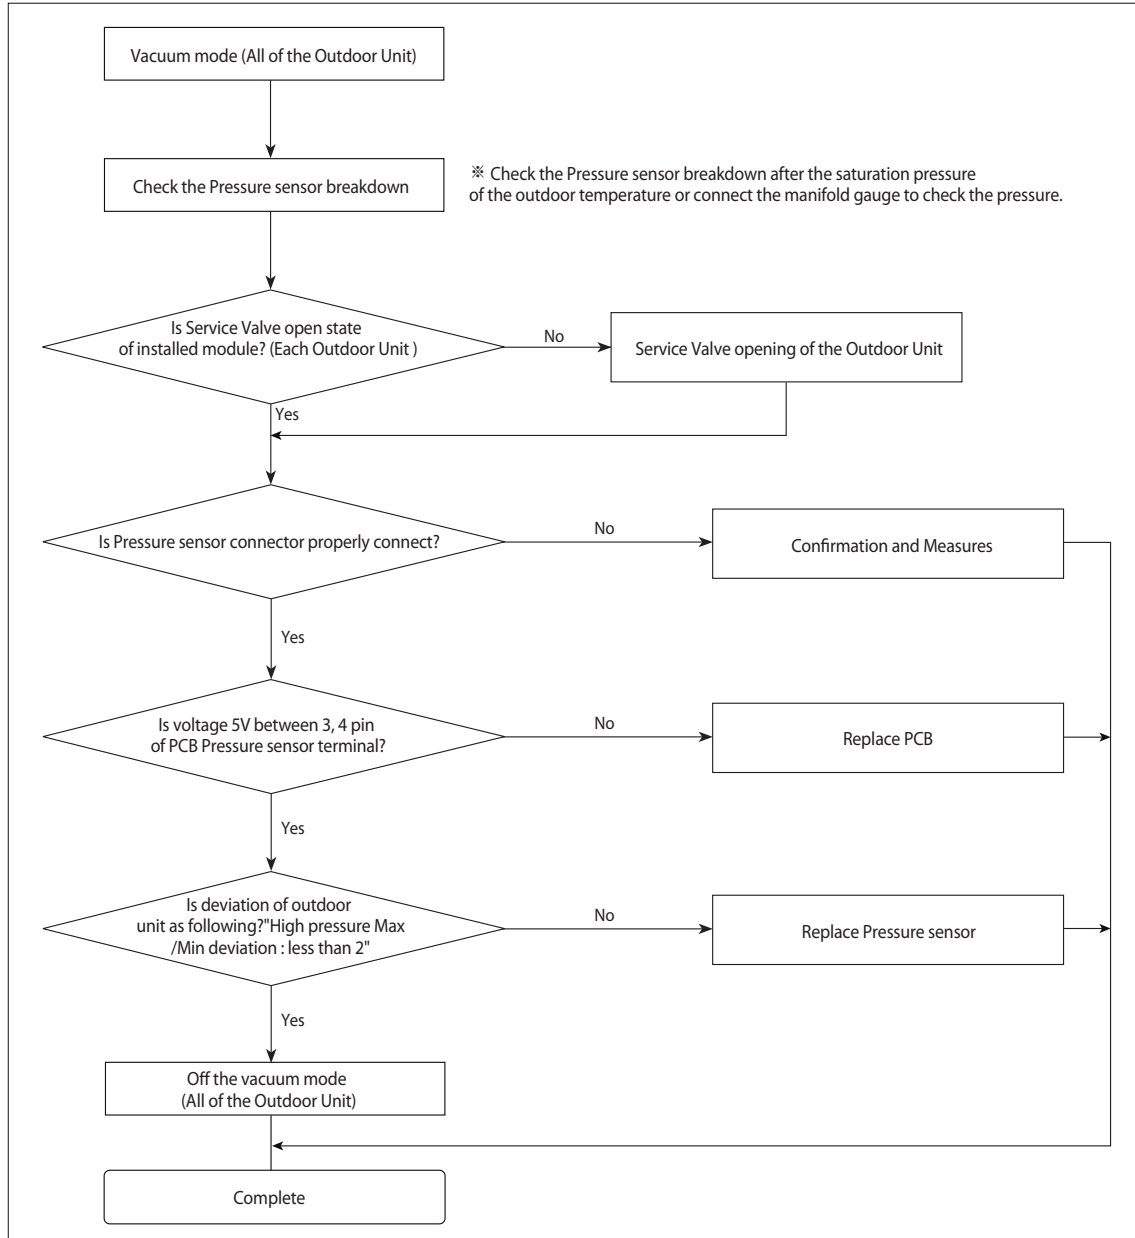 Vacuum mode (All of the Outdoor Unit)
Check the Pressure sensor breakdown
※ Check the Pressure sensor breakdown after the saturation pressure
of the outdoor temperature or connect the manifold gauge to check the pressure.
Is Service Valve open state
of installed module? (Each Outdoor Unit )
No
Service Valve opening of the Outdoor Unit
Yes
Is Pressure sensor connector properly connect?
No
Confirmation and Measures
Yes
Is voltage 5V between 3, 4 pin
of PCB Pressure sensor terminal?
No
Replace PCB
Yes
Is deviation of outdoor
unit as following?"High pressure Max
/Min deviation : less than 2"
No
Replace Pressure sensor
Yes
Off the vacuum mode
(All of the Outdoor Unit)
Complete